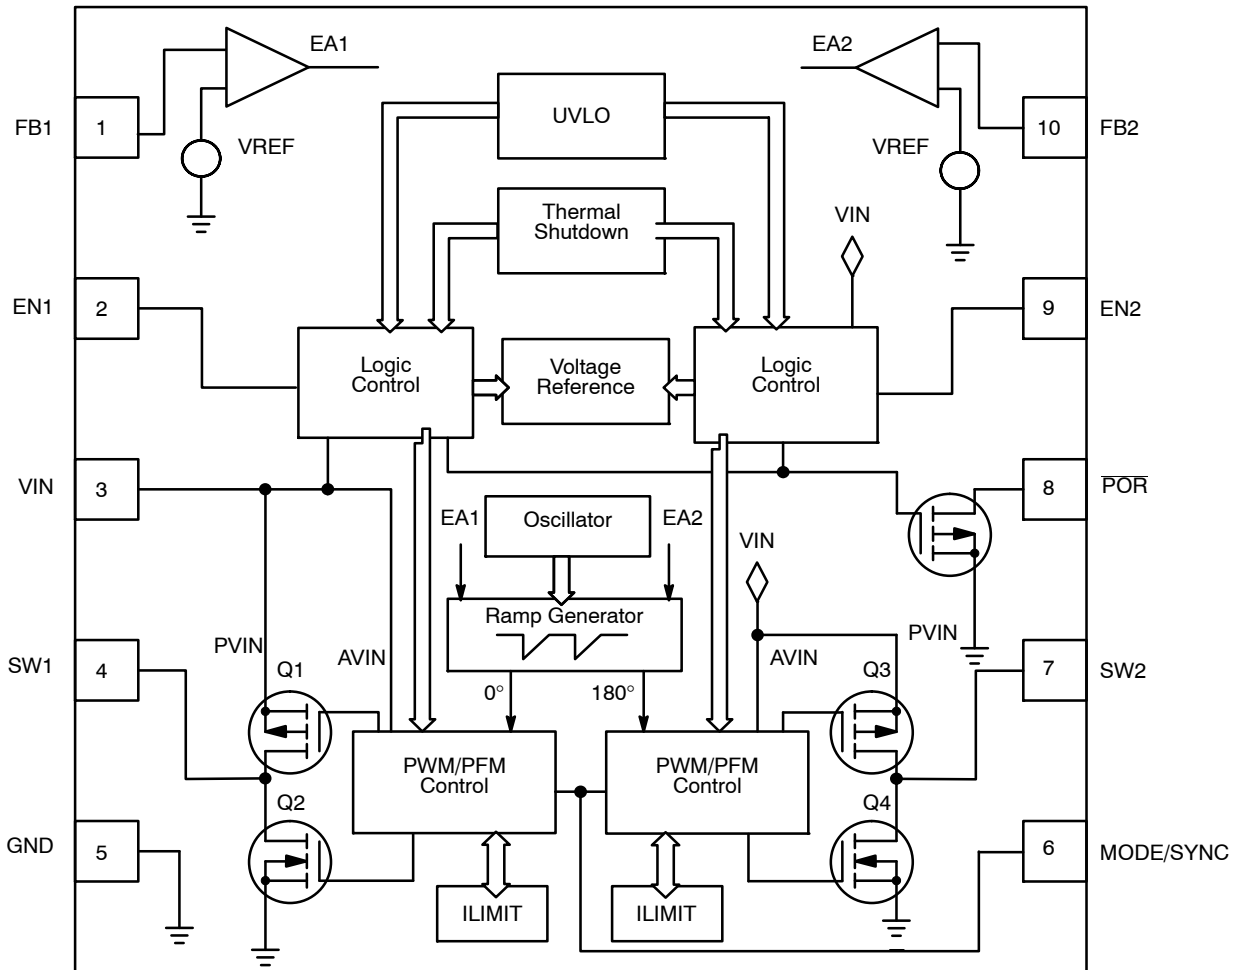 EA1
EA2
UVLO
FB1
1
VREF
VREF
10
FB2
Thermal
Shutdown
VIN
EN1
2
9
EN2
Logic
Control
Voltage
Reference
Logic
Control
VIN
3
8
POR
EA1
Oscillator
EA2
VIN
Ramp Generator
PVIN
AVIN
AVIN
PVIN
SW1
4
Q1
0°
180°
Q3
7
SW2
PWM/PFM
Control
PWM/PFM
Control
Q2
Q4
GND
5
6
MODE/SYNC
ILIMIT
ILIMIT